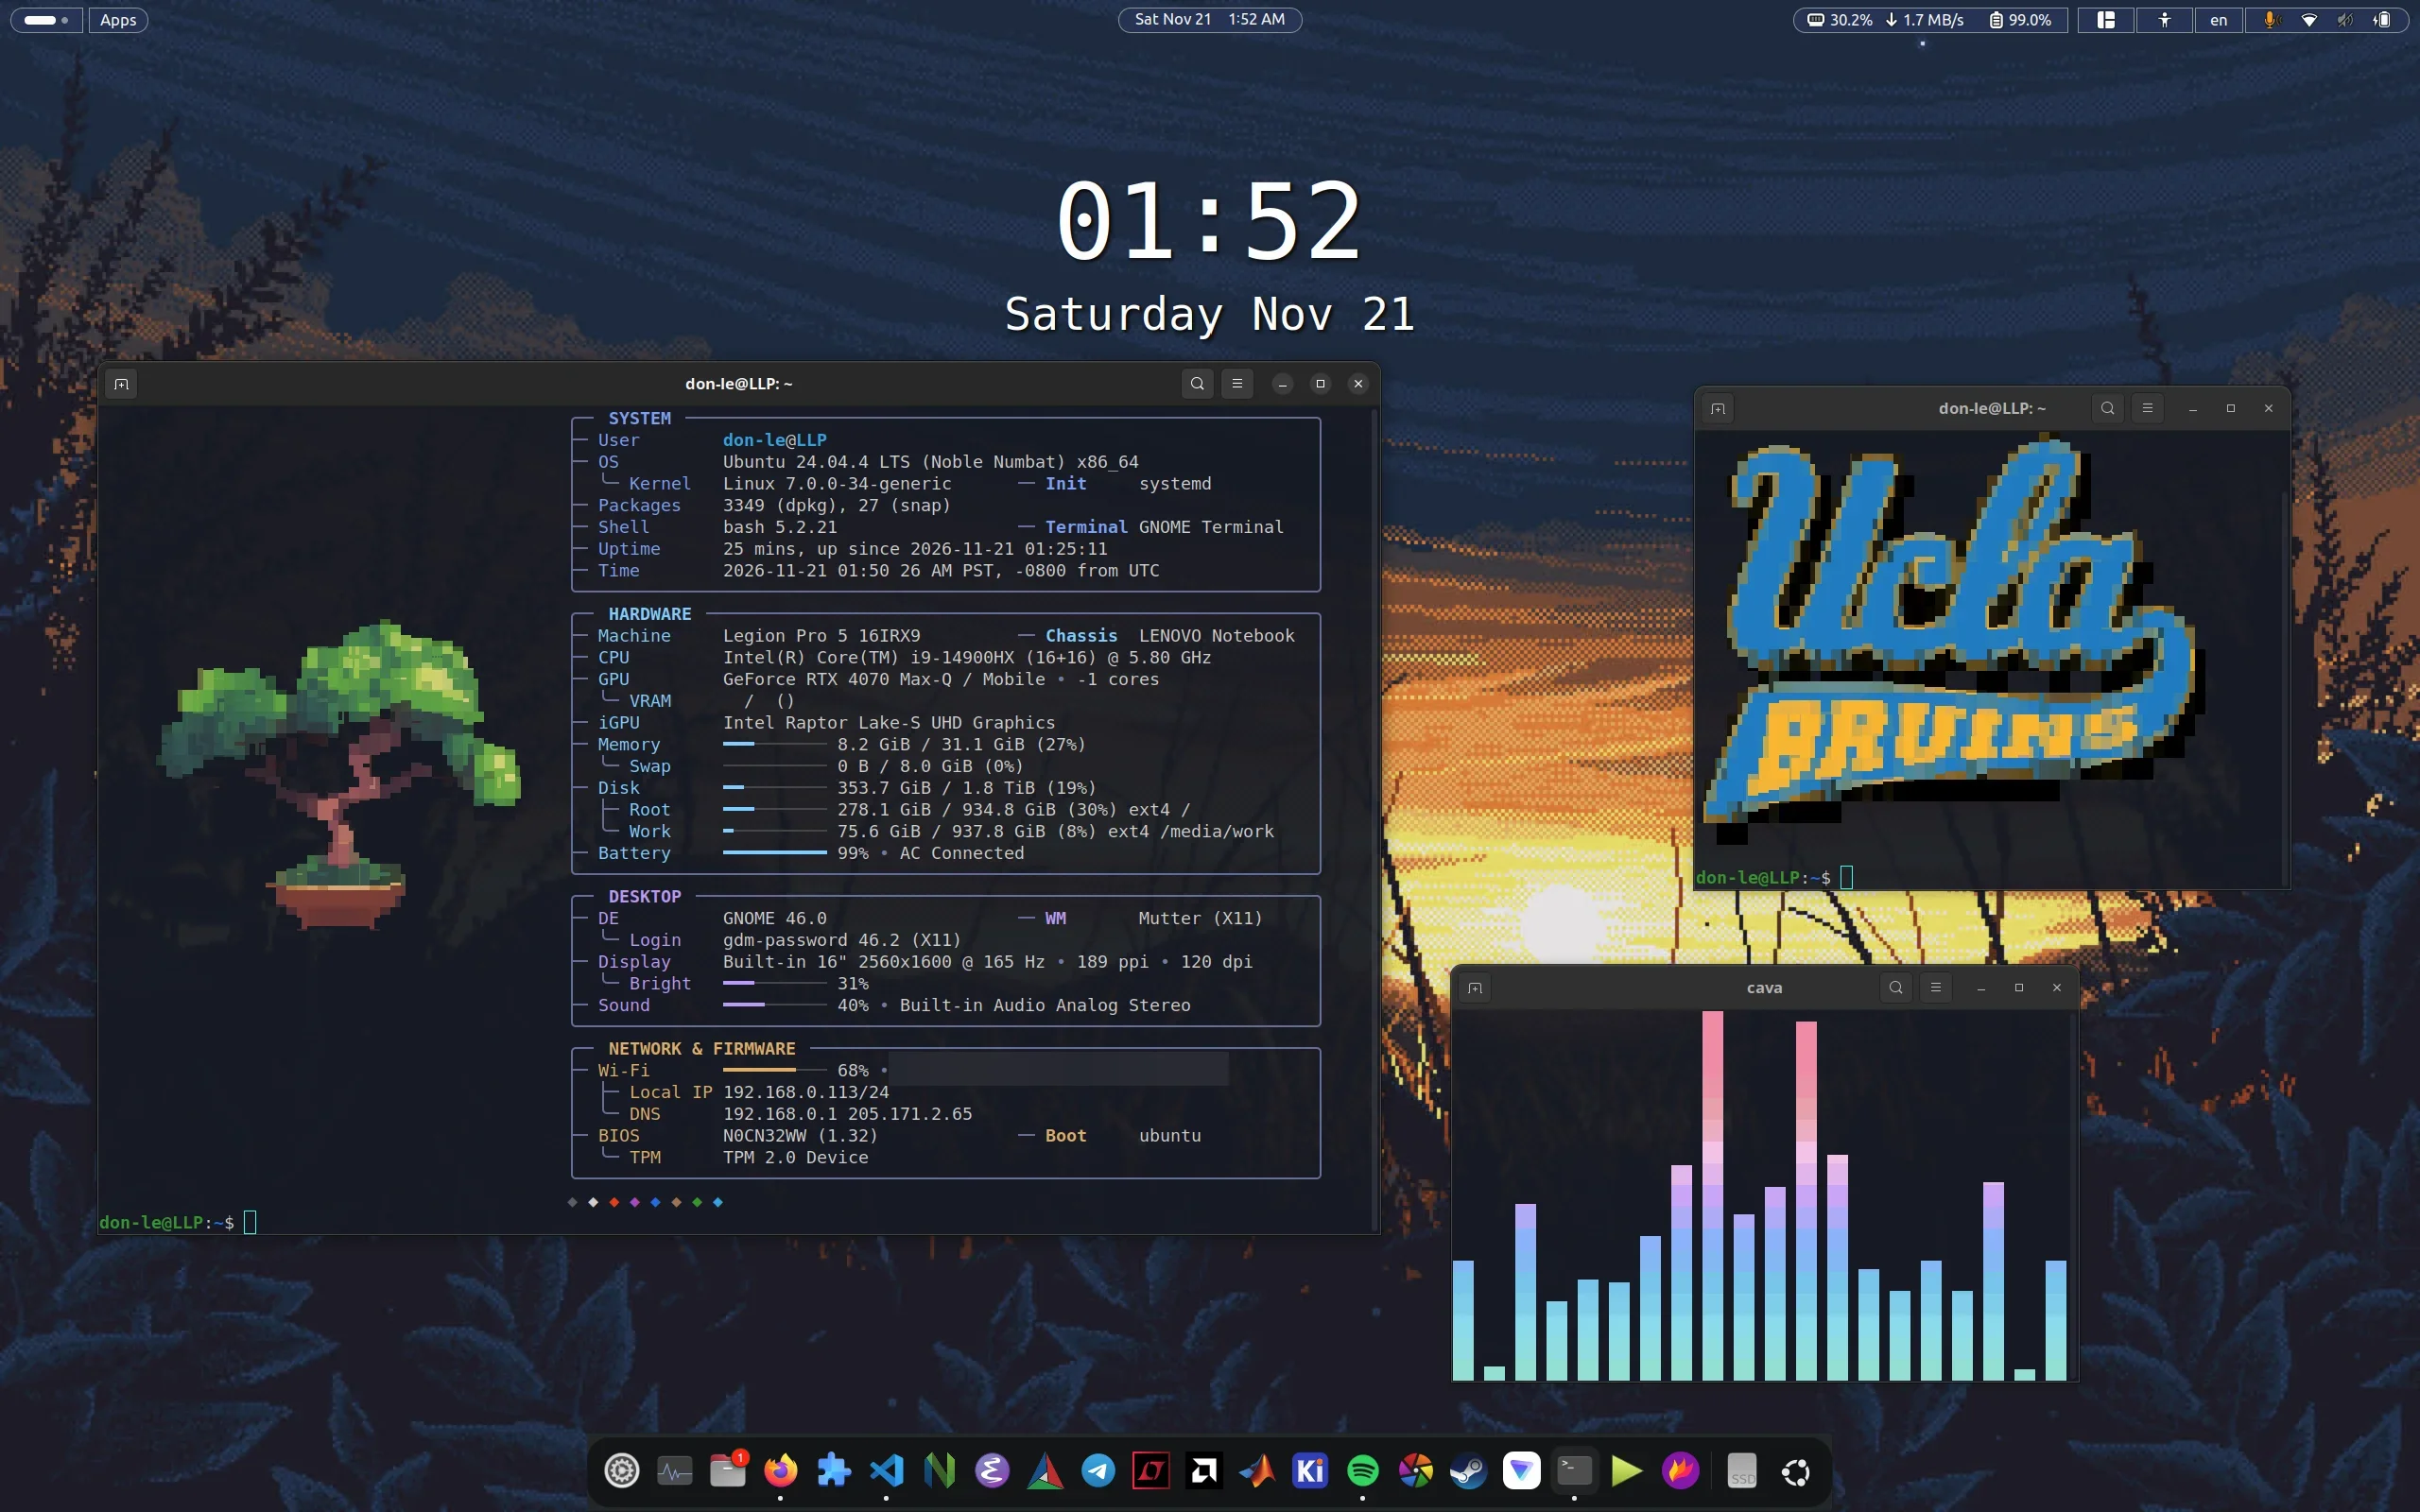 Apps
Sat Nov 21 1:52 AM
30.2% 1.7 MB/s 99.0%
en
01:52
Saturday Nov 21
don-le@LLP: ~
SYSTEM
User don-le@LLP
OS Ubuntu 24.04.4 LTS (Noble Numbat) x86_64
Kernel Linux 7.0.0-34-generic Init systemd
Packages 3349 (dpkg), 27 (snap)
Shell bash 5.2.21 Terminal GNOME Terminal
Uptime 25 mins, up since 2026-11-21 01:25:11
Time 2026-11-21 01:50 26 AM PST, -0800 from UTC
HARDWARE
Machine Legion Pro 5 16IRX9 Chassis LENOVO Notebook
CPU Intel(R) Core(TM) i9-14900HX (16+16) @ 5.80 GHz
GPU GeForce RTX 4070 Max-Q / Mobile • -1 cores
VRAM / ()
iGPU Intel Raptor Lake-S UHD Graphics
Memory 8.2 GiB / 31.1 GiB (27%)
Swap 0 B / 8.0 GiB (0%)
Disk 353.7 GiB / 1.8 TiB (19%)
Root 278.1 GiB / 934.8 GiB (30%) ext4 /
Work 75.6 GiB / 937.8 GiB (8%) ext4 /media/work
Battery 99% • AC Connected
DESKTOP
DE GNOME 46.0 WM Mutter (X11)
Login gdm-password 46.2 (X11)
Display Built-in 16" 2560x1600 @ 165 Hz • 189 ppi • 120 dpi
Bright 31%
Sound 40% • Built-in Audio Analog Stereo
NETWORK & FIRMWARE
Wi-Fi 68% •
Local IP 192.168.0.113/24
DNS 192.168.0.1 205.171.2.65
BIOS N0CN32WW (1.32) Boot ubuntu
TPM TPM 2.0 Device
don-le@LLP:~$
don-le@LLP: ~
Ucla
BRUINS
don-le@LLP:~$
cava
1
Ki
>_
SSD